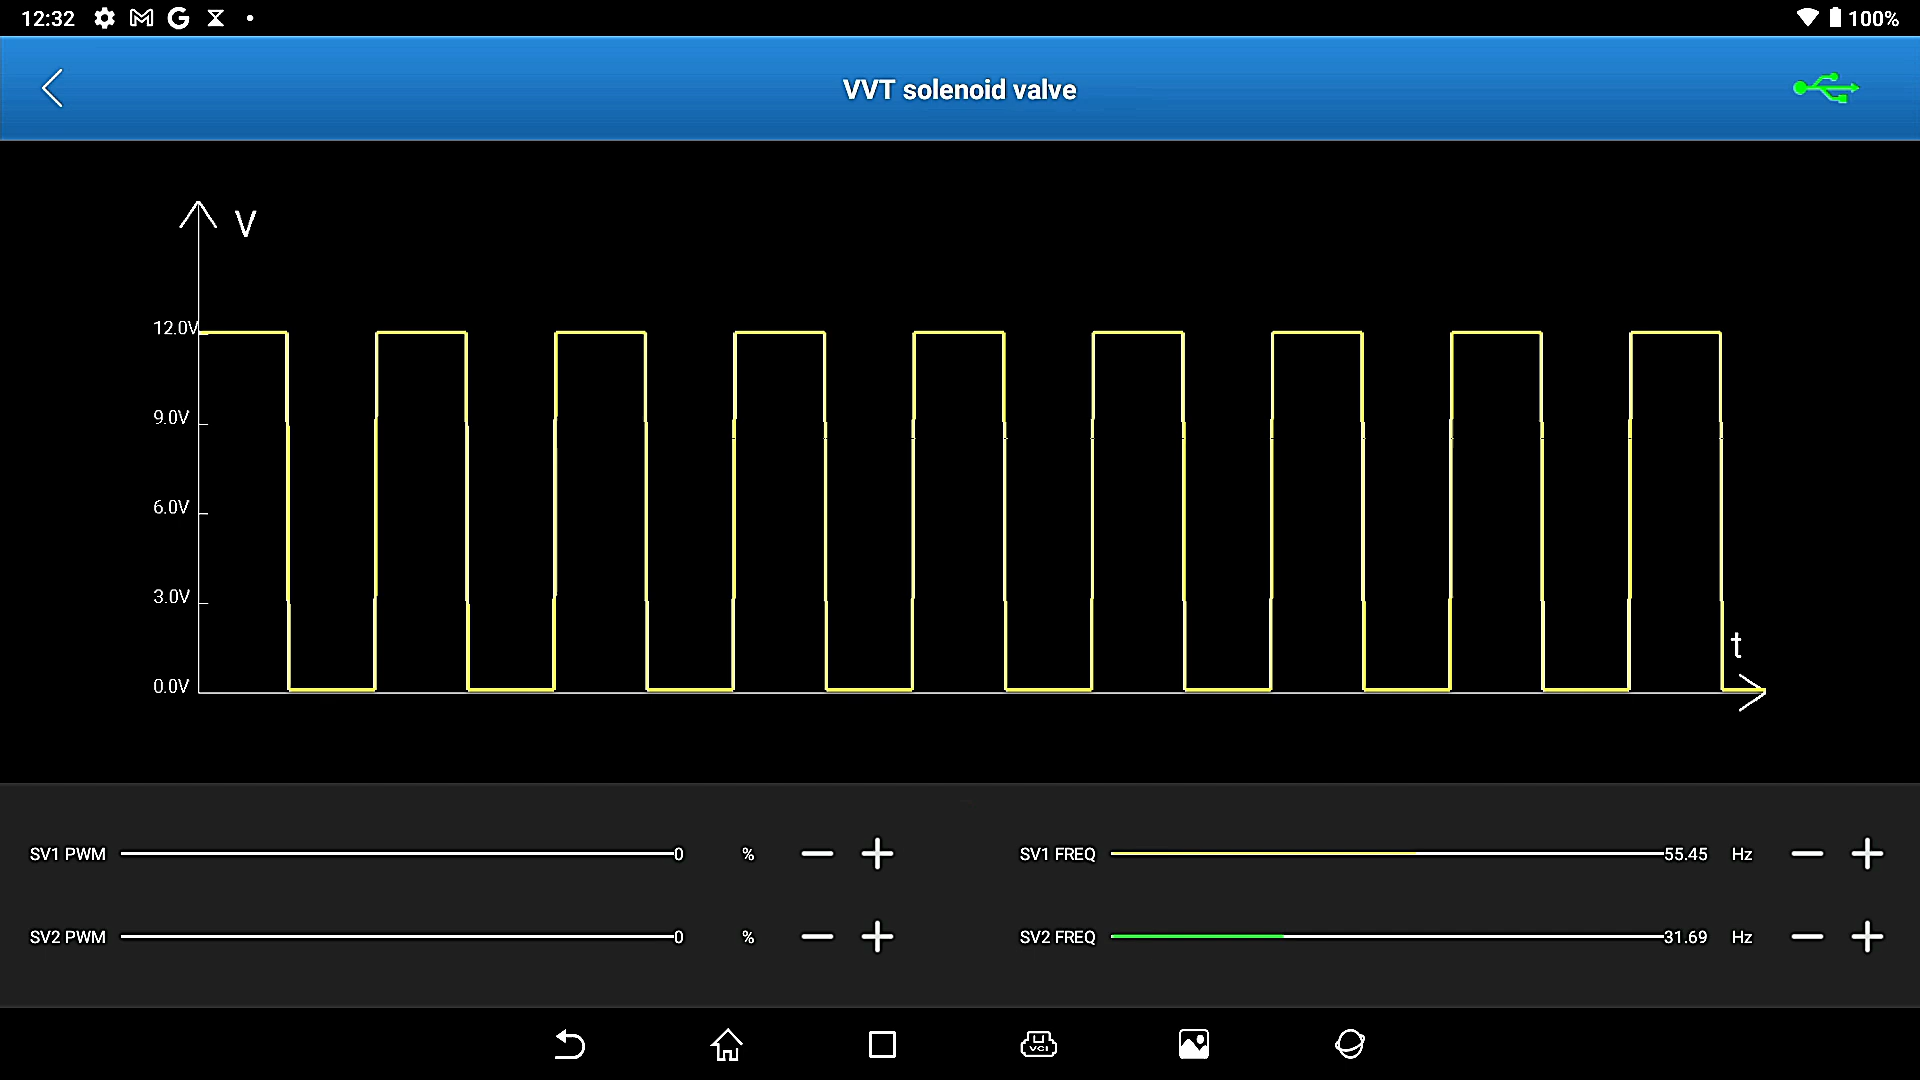 12:32
100%
VVT solenoid valve
V
12.0V
9.0V
6.0V
3.0V
t
0.0V
SV1 PWM 0 % SV1 FREQ 55.45 Hz
SV2 PWM 0 % SV2 FREQ 31.69 Hz
VCI